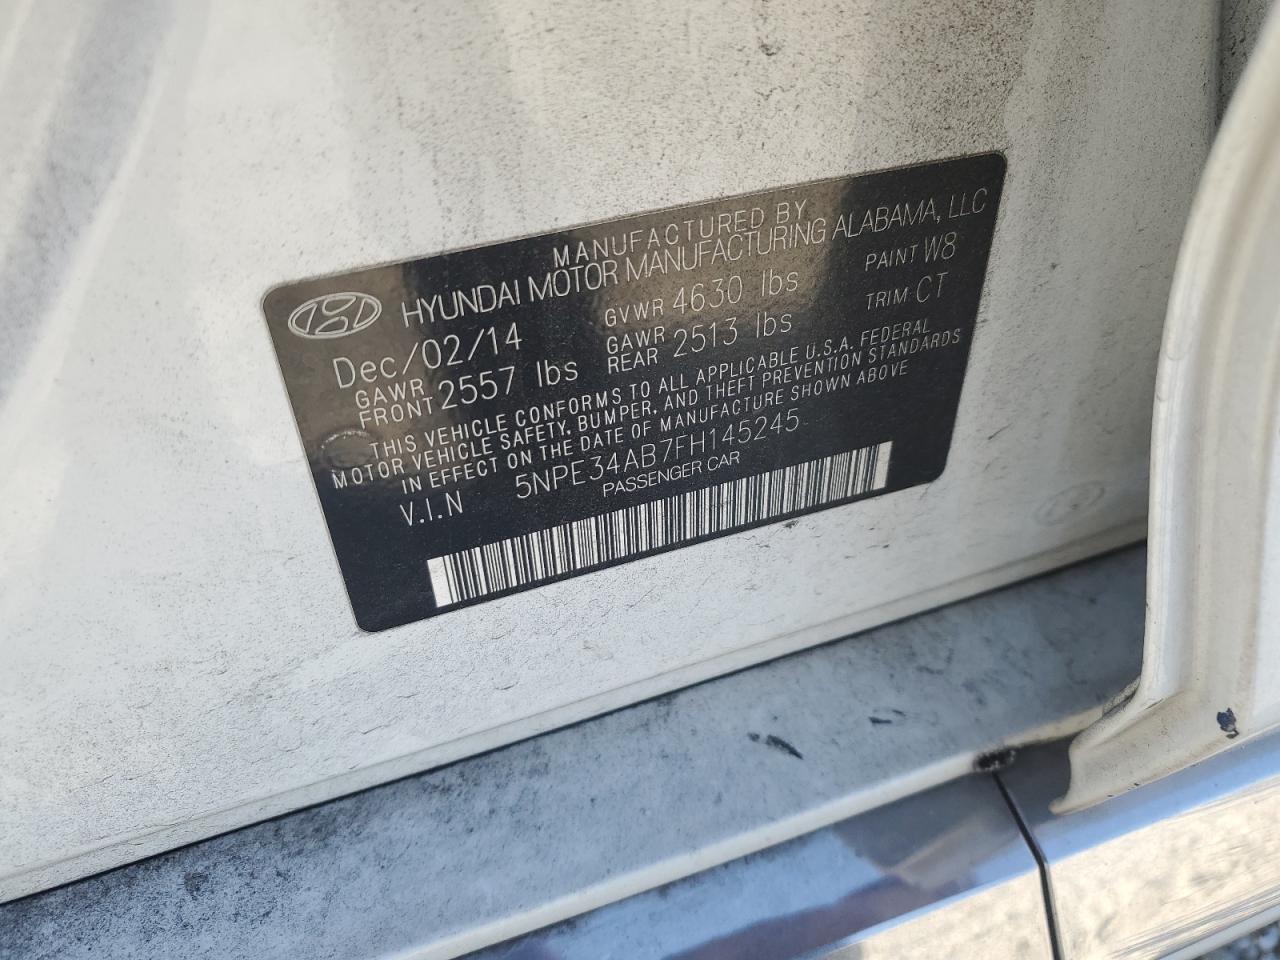 MANUFACTURED BY
HYUNDAI MOTOR MANUFACTURING ALABAMA, LLC
Dec/02/14 GVWR 4630 lbs PAINT W8
GAWR FRONT 2557 lbs GAWR REAR 2513 lbs TRIM CT
THIS VEHICLE CONFORMS TO ALL APPLICABLE U.S.A. FEDERAL
MOTOR VEHICLE SAFETY, BUMPER, AND THEFT PREVENTION STANDARDS
IN EFFECT ON THE DATE OF MANUFACTURE SHOWN ABOVE
V.I.N 5NPE34AB7FH145245
PASSENGER CAR